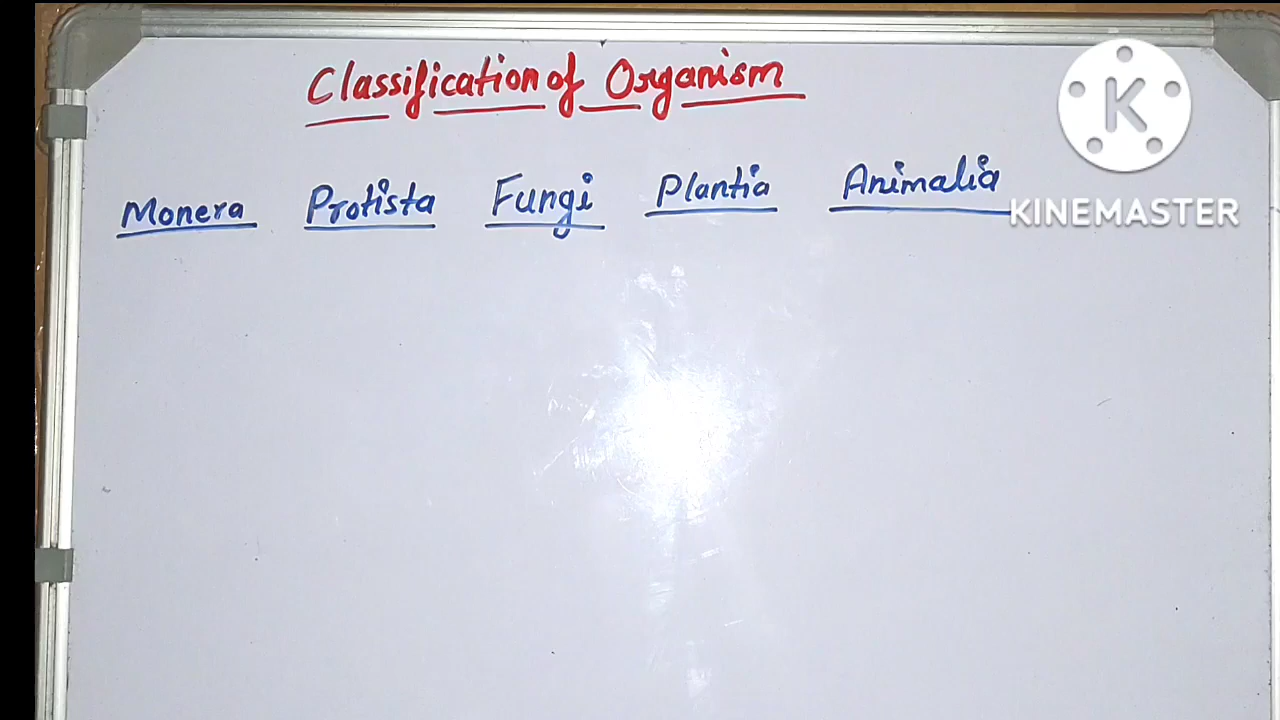 Classification of Organism
Monera Protista Fungi Plantia Animalia
K
KINEMASTER